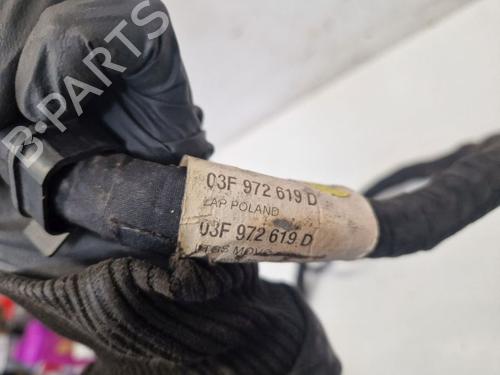 B-PARTS
03F 972 619 D
LAP POLAND
03F 972 619 D